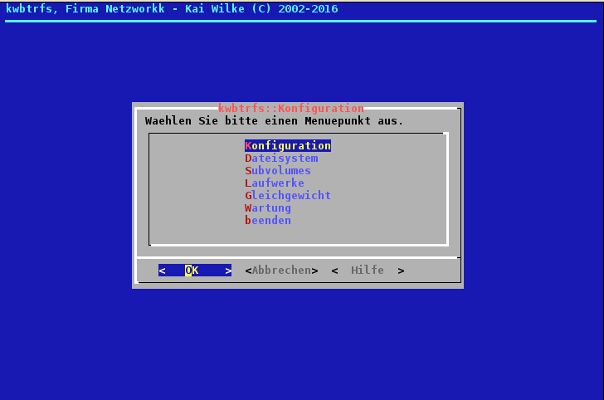 kwbtrfs, Firma Netzworkk - Kai Wilke (C) 2002-2016
kwbtrfs::Konfiguration
Waehlen Sie bitte einen Menuepunkt aus.
Konfiguration
Dateisystem
Subvolumes
Laufwerke
Gleichgewicht
Wartung
beenden
< OK > <Abbrechen> < Hilfe >